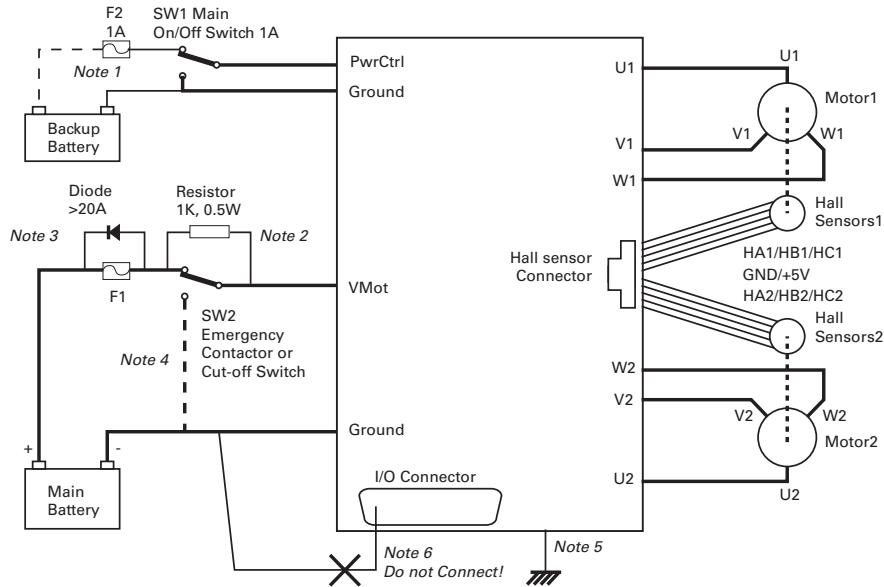 F2
1A
SW1 Main
On/Off Switch 1A
Note 1
Backup
Battery
PwrCtrl
Ground
Diode
>20A
Resistor
1K, 0.5W
Note 3
Note 2
F1
VMot
SW2
Emergency
Contactor or
Cut-off Switch
Note 4
Ground
+
-
Main
Battery
I/O Connector
Note 6
Do not Connect!
Note 5
Hall sensor
Connector
U1
V1
W1
U1
Motor1
V1
W1
Hall
Sensors1
HA1/HB1/HC1
GND/+5V
HA2/HB2/HC2
Hall
Sensors2
W2
V2
U2
V2
W2
Motor2
U2